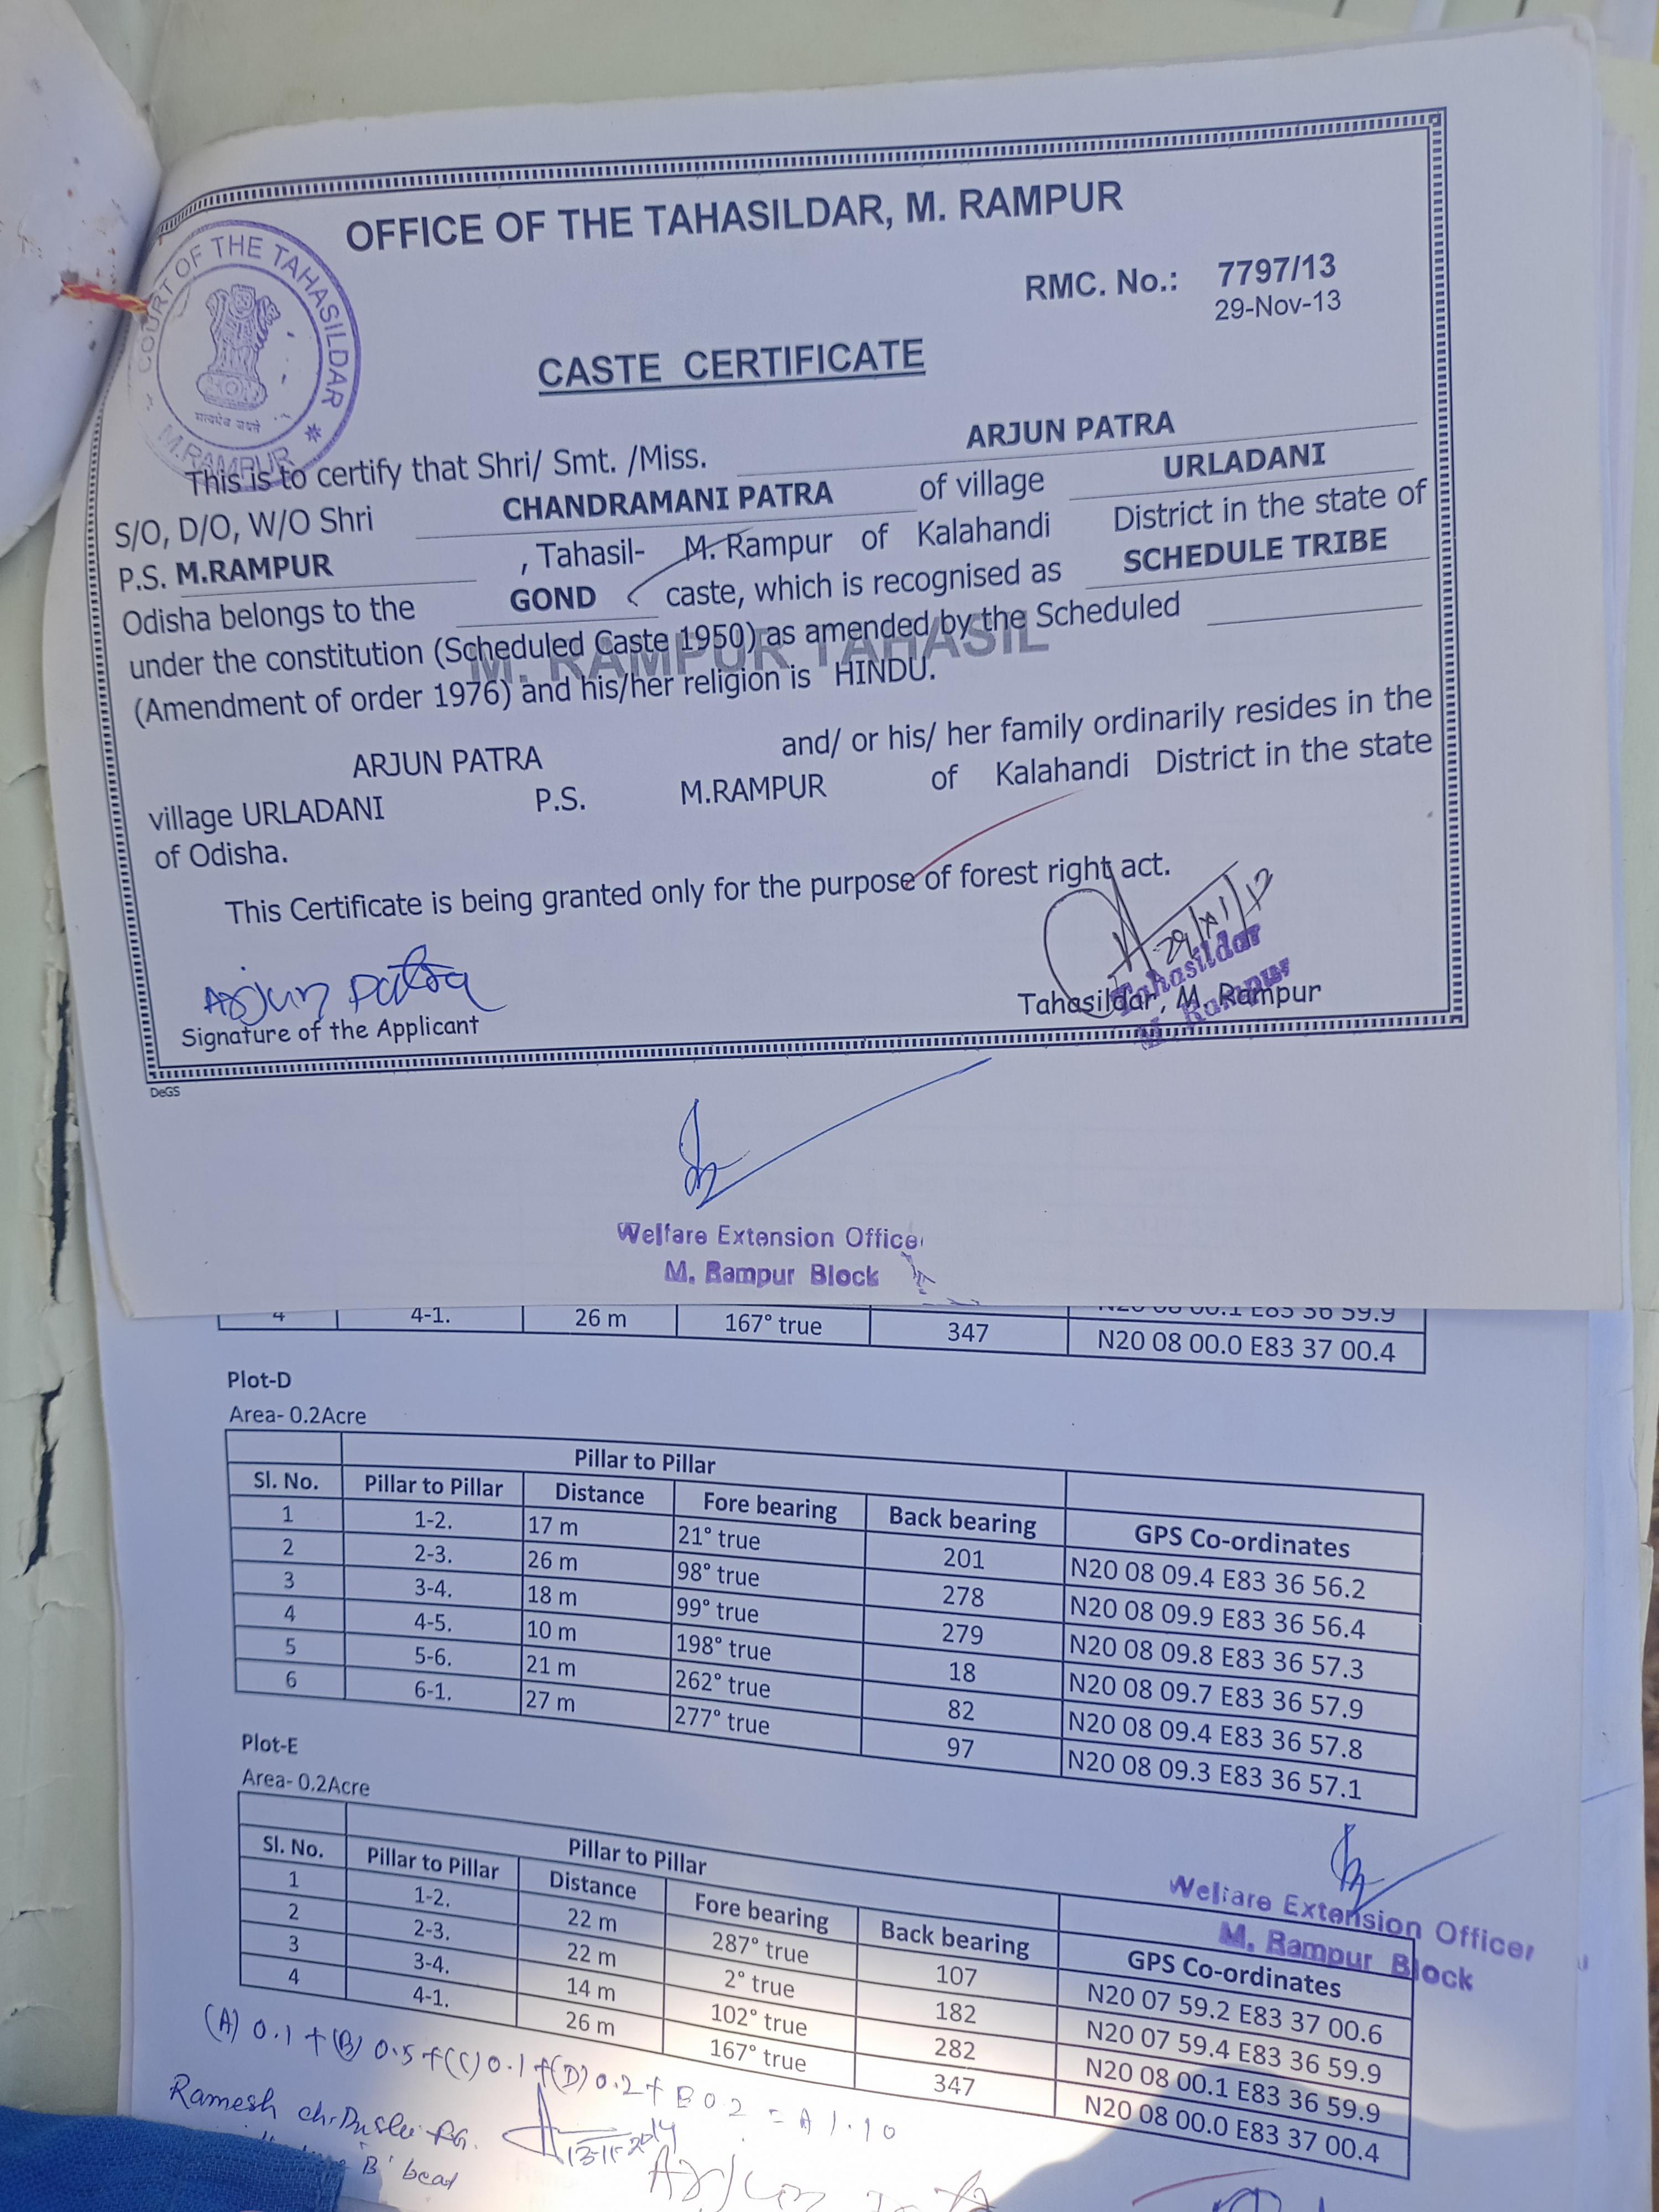 COURT OF THE TAHASILDAR
M.RAMPUR
सत्यमेव जयते
OFFICE OF THE TAHASILDAR, M. RAMPUR
RMC. No.: 7797/13
29-Nov-13
CASTE CERTIFICATE
This is to certify that Shri/ Smt. /Miss. ARJUN PATRA
S/O, D/O, W/O Shri CHANDRAMANI PATRA of village URLADANI
P.S. M.RAMPUR , Tahasil- M. Rampur of Kalahandi District in the state of
Odisha belongs to the GOND caste, which is recognised as SCHEDULE TRIBE
under the constitution (Scheduled Caste 1950) as amended by the Scheduled
M. RAMPUR TAHASIL
(Amendment of order 1976) and his/her religion is HINDU.
ARJUN PATRA and/ or his/ her family ordinarily resides in the
village URLADANI P.S. M.RAMPUR of Kalahandi District in the state
of Odisha.
This Certificate is being granted only for the purpose of forest right act.
Arjun Patra
Signature of the Applicant
Tahasildar
M. Rampur
Tahasildar, M. Rampur
DeGS
Welfare Extension Officer
M. Rampur Block
N20 08 00.1 E83 36 59.9
4 4-1. 26 m 167° true 347 N20 08 00.0 E83 37 00.4
Plot-D
Area- 0.2Acre
Pillar to Pillar
Sl. No. Pillar to Pillar Distance Fore bearing Back bearing GPS Co-ordinates
1 1-2. 17 m 21° true 201 N20 08 09.4 E83 36 56.2
2 2-3. 26 m 98° true 278 N20 08 09.9 E83 36 56.4
3 3-4. 18 m 99° true 279 N20 08 09.8 E83 36 57.3
4 4-5. 10 m 198° true 18 N20 08 09.7 E83 36 57.9
5 5-6. 21 m 262° true 82 N20 08 09.4 E83 36 57.8
6 6-1. 27 m 277° true 97 N20 08 09.3 E83 36 57.1
Plot-E
Area- 0.2Acre
Pillar to Pillar
Sl. No. Pillar to Pillar Distance Fore bearing Back bearing GPS Co-ordinates
1 1-2. 22 m 287° true 107 N20 07 59.2 E83 37 00.6
2 2-3. 22 m 2° true 182 N20 07 59.4 E83 36 59.9
3 3-4. 14 m 102° true 282 N20 08 00.1 E83 36 59.9
4 4-1. 26 m 167° true 347 N20 08 00.0 E83 37 00.4
Welfare Extension Officer
M. Rampur Block
(A) 0.1 + (B) 0.5 + (C) 0.1 + (D) 0.2 + E 0.2 = A 1.10
Ramesh ch.
'B' beat
Arjun